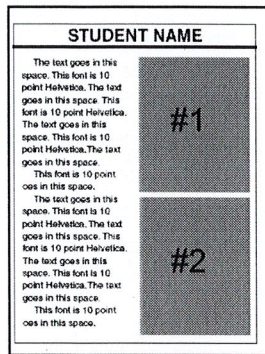 STUDENT NAME
The text goes in this
space. This font is 10
point Helvetica. The text
goes in this space. This
font is 10 point Helvetica.
The text goes in this
space. This font is 10
point Helvetica.The text
goes in this space.
This font is 10 point
oes in this space.
The text goes in this
space. This font is 10
point Helvetica. The text
goes in this space. This
font is 10 point Helvetica.
The text goes in this
space. This font is 10
point Helvetica.The text
goes in this space.
This font is 10 point
oes in this space.
#1
#2